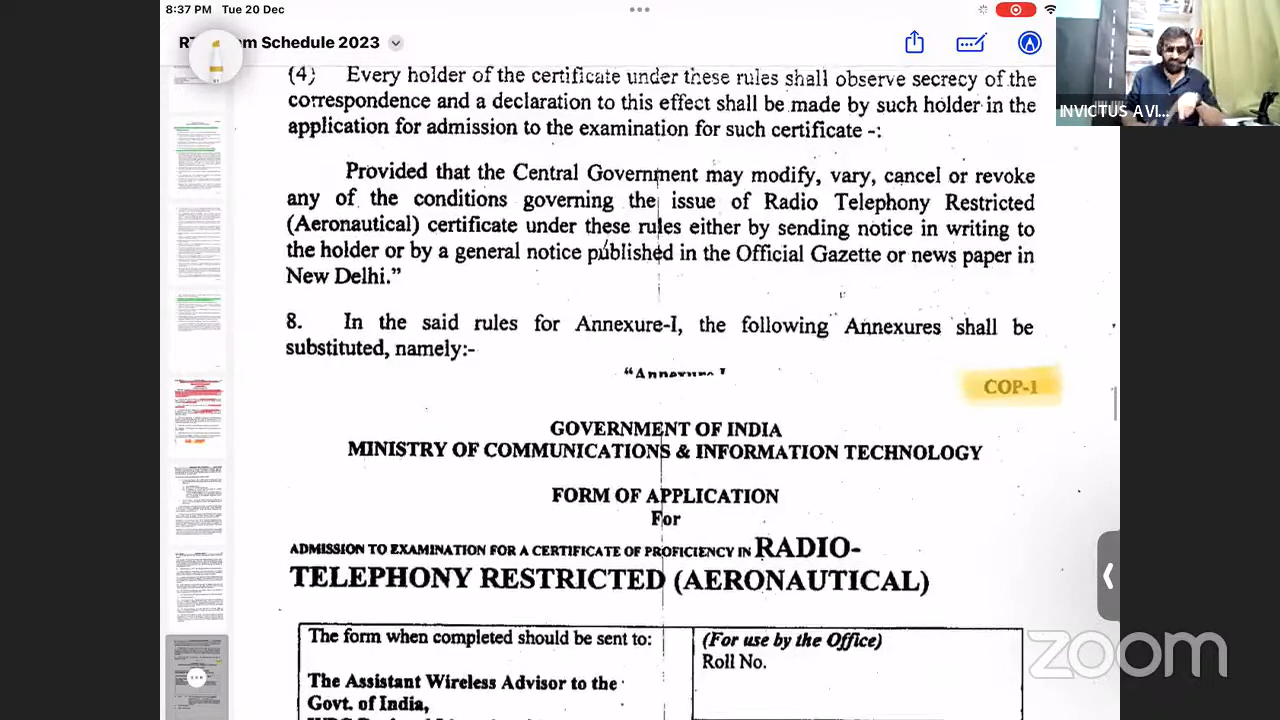 8:37 PM Tue 20 Dec
Schedule 2023
(4) Every holder of the certificate under these rules shall observe secrecy of the
correspondence and a declaration to this effect shall be made by such holder in the
application for admission to the examination for such certificate -:
Provided that the Central Government may modify, vary, cancel or revoke
any of the conditions governing the issue of Radio Telephony Restricted
(Aeronautical) certificate under these rules either by sending notice in writing to
the holder or by a general notice published in the Official Gazette or news paper in
New Delhi.”
8. In the said rules for Annexure-I, the following Annexures shall be
substituted, namely:-
“Annexure I
COP-1
GOVERNMENT OF INDIA
MINISTRY OF COMMUNICATIONS & INFORMATION TECHNOLOGY
FORM OF APPLICATION
For
ADMISSION TO EXAMINATION FOR A CERTIFICATE OF PROFICIENCY IN RADIO-
TELEPHONY RESTRICTED (AERONAUTICAL)
The form when completed should be sent to:
The Assistant Wireless Advisor to the
Govt. of India,
(For use by the Office)
Roll No.
INVICTUS AVI...
zoom